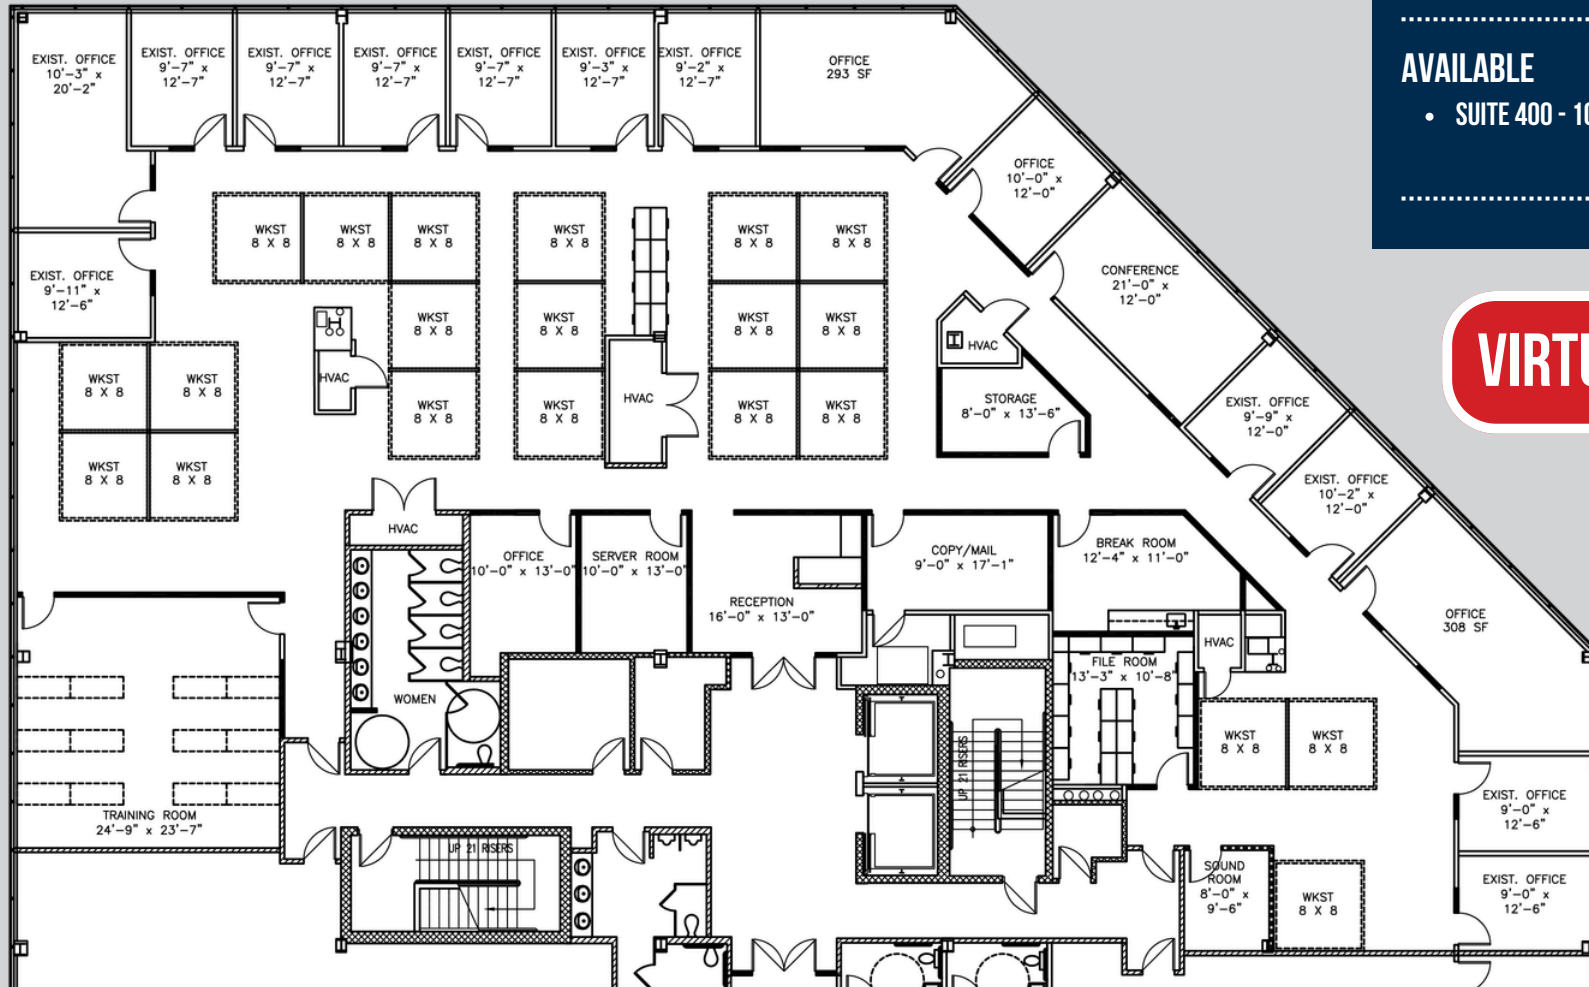 EXIST. OFFICE
10'-3" x
20'-2"
EXIST. OFFICE
9'-7" x
12'-7"
EXIST. OFFICE
9'-7" x
12'-7"
EXIST. OFFICE
9'-7" x
12'-7"
EXIST, OFFICE
9'-7" x
12'-7"
EXIST. OFFICE
9'-3" x
12'-7"
EXIST. OFFICE
9'-2" x
12'-7"
OFFICE
293 SF
AVAILABLE
• SUITE 400 - 10
OFFICE
10'-0" x
12'-0"
WKST
8 X 8
WKST
8 X 8
WKST
8 X 8
WKST
8 X 8
WKST
8 X 8
WKST
8 X 8
CONFERENCE
21'-0" x
12'-0"
EXIST. OFFICE
9'-11" x
12'-6"
WKST
8 X 8
WKST
8 X 8
WKST
8 X 8
WKST
8 X 8
HVAC
VIRTU
HVAC
WKST
8 X 8
WKST
8 X 8
WKST
8 X 8
WKST
8 X 8
HVAC
WKST
8 X 8
WKST
8 X 8
STORAGE
8'-0" x 13'-6"
EXIST. OFFICE
9'-9" x
12'-0"
WKST
8 X 8
WKST
8 X 8
EXIST. OFFICE
10'-2" x
12'-0"
HVAC
OFFICE
10'-0" x 13'-0"
SERVER ROOM
10'-0" x 13'-0"
RECEPTION
16'-0" x 13'-0"
COPY/MAIL
9'-0" x 17'-1"
BREAK ROOM
12'-4" x 11'-0"
OFFICE
308 SF
HVAC
FILE ROOM
13'-3" x 10'-8"
WOMEN
WKST
8 X 8
WKST
8 X 8
UP 21 RISERS
TRAINING ROOM
24'-9" x 23'-7"
EXIST. OFFICE
9'-0" x
12'-6"
UP 21 RISERS
SOUND
ROOM
8'-0" x
9'-6"
WKST
8 X 8
EXIST. OFFICE
9'-0" x
12'-6"